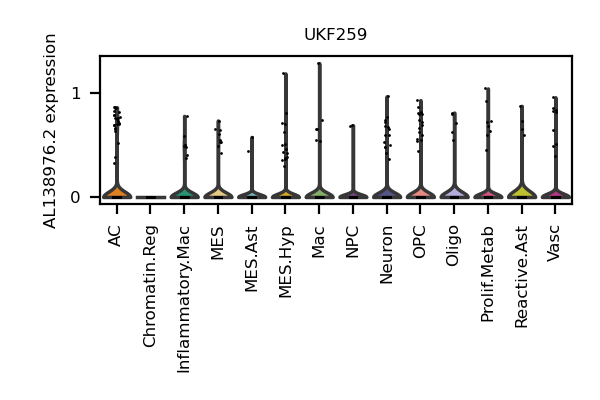 UKF259
AL138976.2 expression
1
0
AC
Chromatin.Reg
Inflammatory.Mac
MES
MES.Ast
MES.Hyp
Mac
NPC
Neuron
OPC
Oligo
Prolif.Metab
Reactive.Ast
Vasc